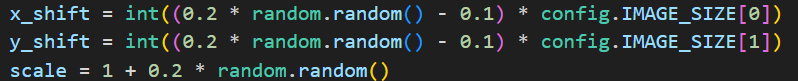 x_shift = int((0.2 * random.random() - 0.1) * config.IMAGE_SIZE[0])
y_shift = int((0.2 * random.random() - 0.1) * config.IMAGE_SIZE[1])
scale = 1 + 0.2 * random.random()